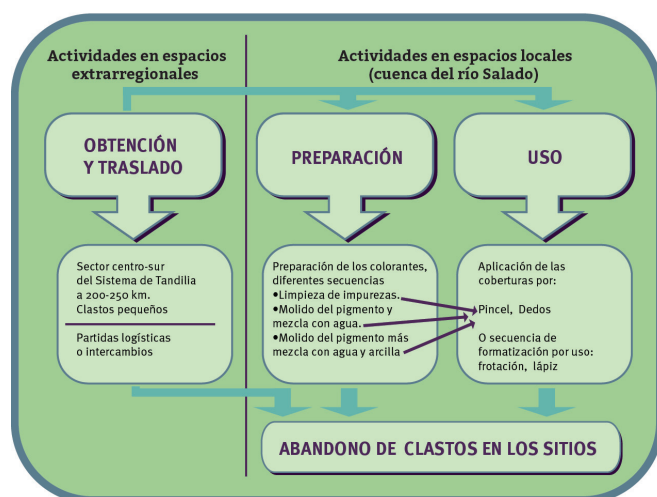 Actividades en espacios
extrarregionales
Actividades en espacios locales
(cuenca del río Salado)
OBTENCIÓN
Y TRASLADO
PREPARACIÓN
USO
Sector centro-sur
del Sistema de Tandilia
a 200-250 km.
Clastos pequeños
Partidas logísticas
o intercambios
Preparación de los colorantes,
diferentes secuencias
•Limpieza de impurezas.
•Molido del pigmento y
mezcla con agua.
•Molido del pigmento más
mezcla con agua y arcilla
Aplicación de las
coberturas por:
Pincel, Dedos
O secuencia de
formatización por uso:
frotación, lápiz
ABANDONO DE CLASTOS EN LOS SITIOS